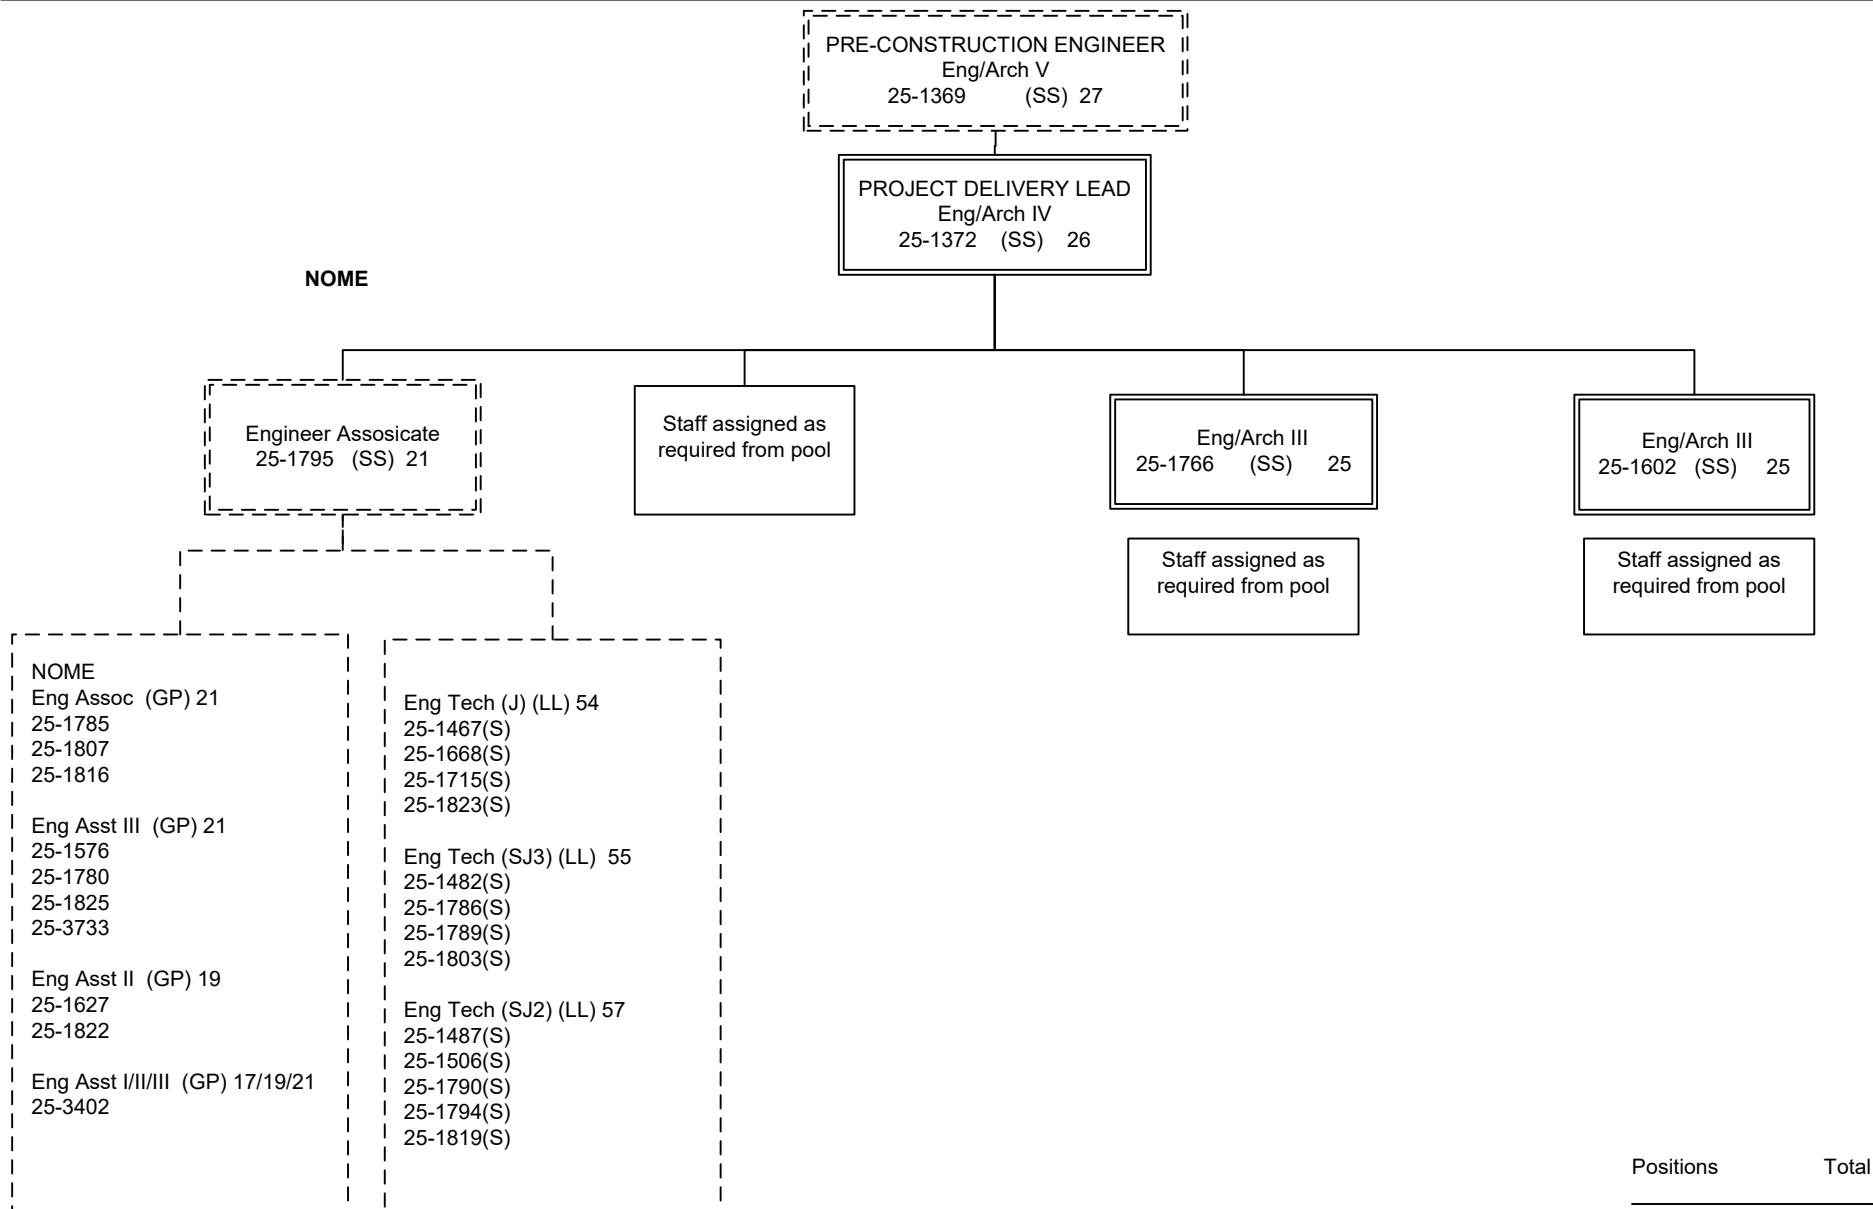 PRE-CONSTRUCTION ENGINEER
Eng/Arch V
25-1369 (SS) 27
PROJECT DELIVERY LEAD
Eng/Arch IV
25-1372 (SS) 26
NOME
Engineer Assosicate
25-1795 (SS) 21
Staff assigned as
required from pool
Eng/Arch III
25-1766 (SS) 25
Eng/Arch III
25-1602 (SS) 25
Staff assigned as
required from pool
Staff assigned as
required from pool
NOME
Eng Assoc (GP) 21
25-1785
25-1807
25-1816
Eng Asst III (GP) 21
25-1576
25-1780
25-1825
25-3733
Eng Asst II (GP) 19
25-1627
25-1822
Eng Asst I/II/III (GP) 17/19/21
25-3402
Eng Tech (J) (LL) 54
25-1467(S)
25-1668(S)
25-1715(S)
25-1823(S)
Eng Tech (SJ3) (LL) 55
25-1482(S)
25-1786(S)
25-1789(S)
25-1803(S)
Eng Tech (SJ2) (LL) 57
25-1487(S)
25-1506(S)
25-1790(S)
25-1794(S)
25-1819(S)
Positions Total